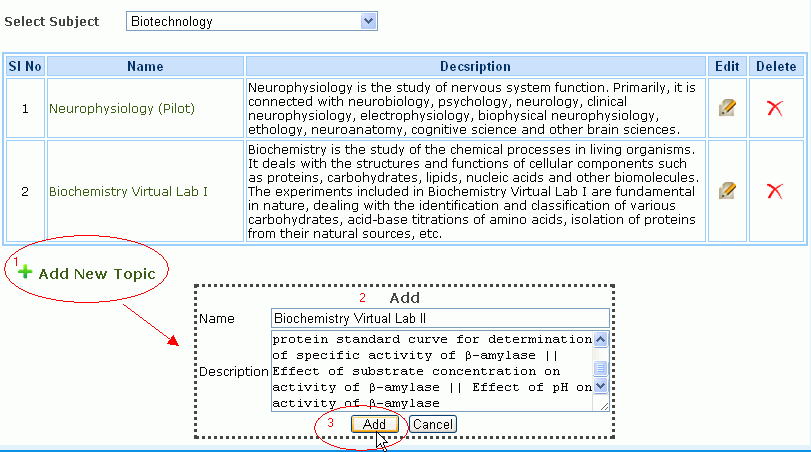 Select Subject Biotechnology
Sl No Name Decsription Edit Delete
1 Neurophysiology (Pilot)
Neurophysiology is the study of nervous system function. Primarily, it is
connected with neurobiology, psychology, neurology, clinical
neurophysiology, electrophysiology, biophysical neurophysiology,
ethology, neuroanatomy, cognitive science and other brain sciences.
2 Biochemistry Virtual Lab I
Biochemistry is the study of the chemical processes in living organisms.
It deals with the structures and functions of cellular components such
as proteins, carbohydrates, lipids, nucleic acids and other biomolecules.
The experiments included in Biochemistry Virtual Lab I are fundamental
in nature, dealing with the identification and classification of various
carbohydrates, acid-base titrations of amino acids, isolation of proteins
from their natural sources, etc.
1 Add New Topic
2 Add
Name Biochemistry Virtual Lab II
Description
protein standard curve for determination
of specific activity of β-amylase ||
Effect of substrate concentration on
activity of β-amylase || Effect of pH on
activity of β-amylase
3 Add Cancel